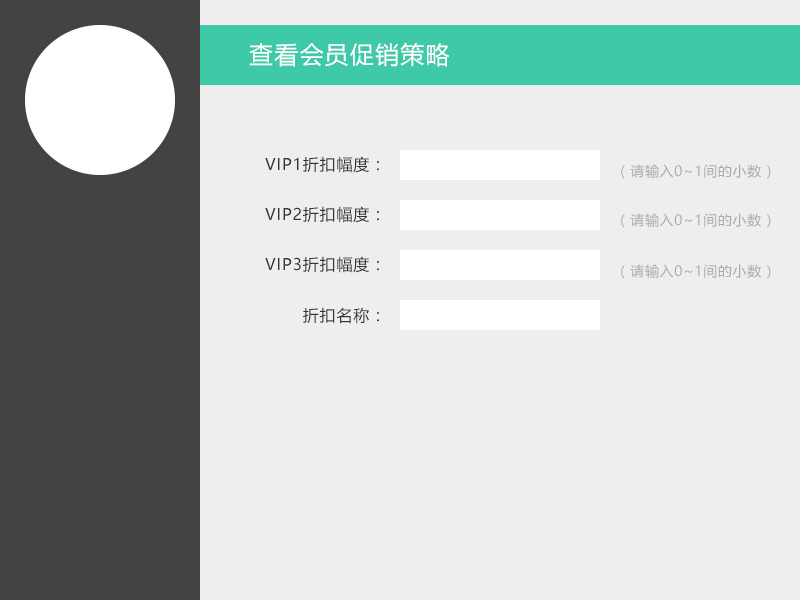 查看会员促销策略
VIP1折扣幅度：
（请输入0~1间的小数）
VIP2折扣幅度：
（请输入0~1间的小数）
VIP3折扣幅度：
（请输入0~1间的小数）
折扣名称：